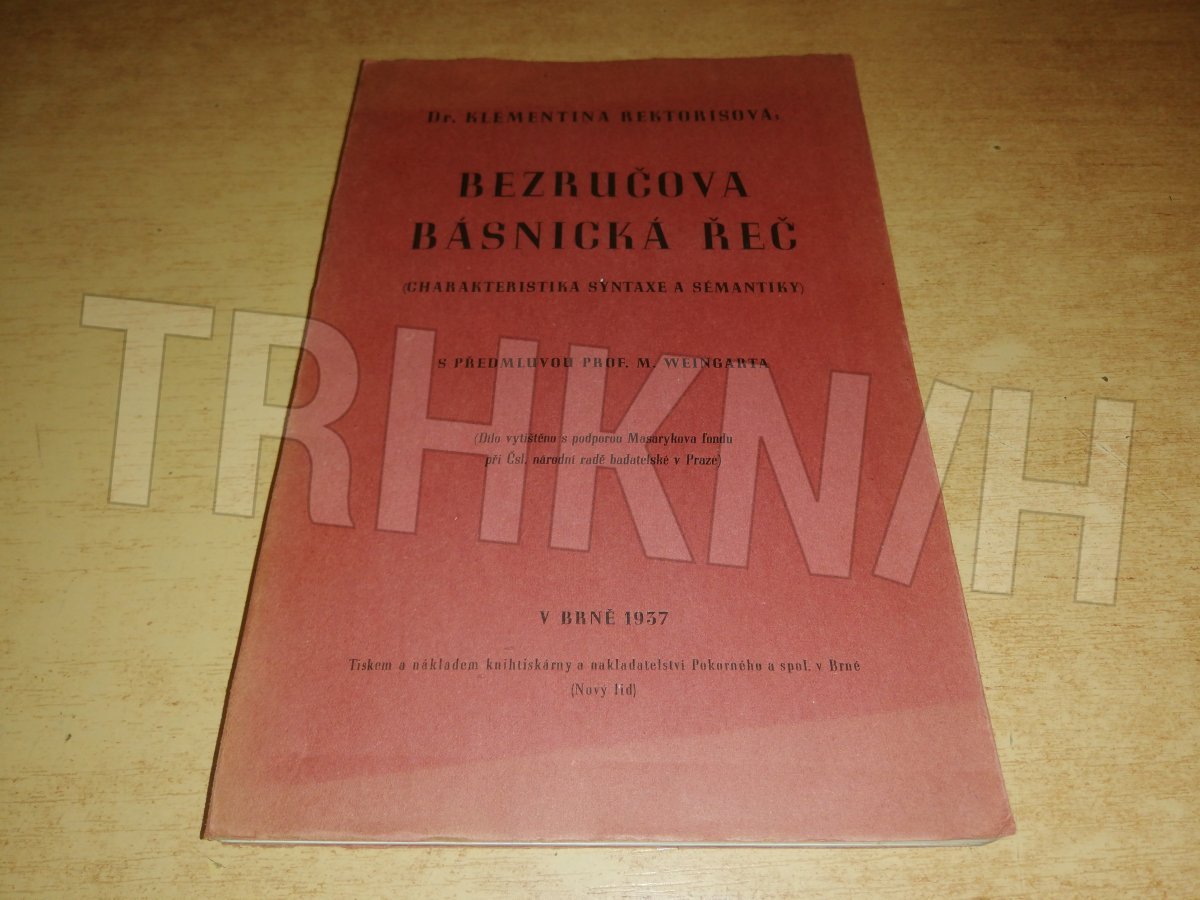 Dr. KLEMENTINA REKTORISOVÁ:
BEZRUČOVA
BÁSNICKÁ ŘEČ
(CHARAKTERISTIKA SYNTAXE A SÉMANTIKY)
S PŘEDMLUVOU PROF. M. WEINGARTA
(Dílo vytištěno s podporou Masarykova fondu
při Čsl. národní radě badatelské v Praze)
TRHKN/H
V BRNĚ 1937
Tiskem a nákladem knihtiskárny a nakladatelství Pokorného a spol. v Brně
(Nový lid)